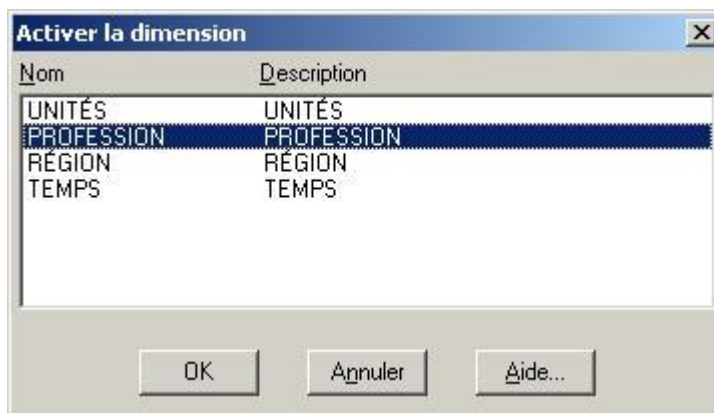 Activer la dimension
Nom Description
UNITÉS UNITÉS
PROFESSION PROFESSION
RÉGION RÉGION
TEMPS TEMPS
OK Annuler Aide...